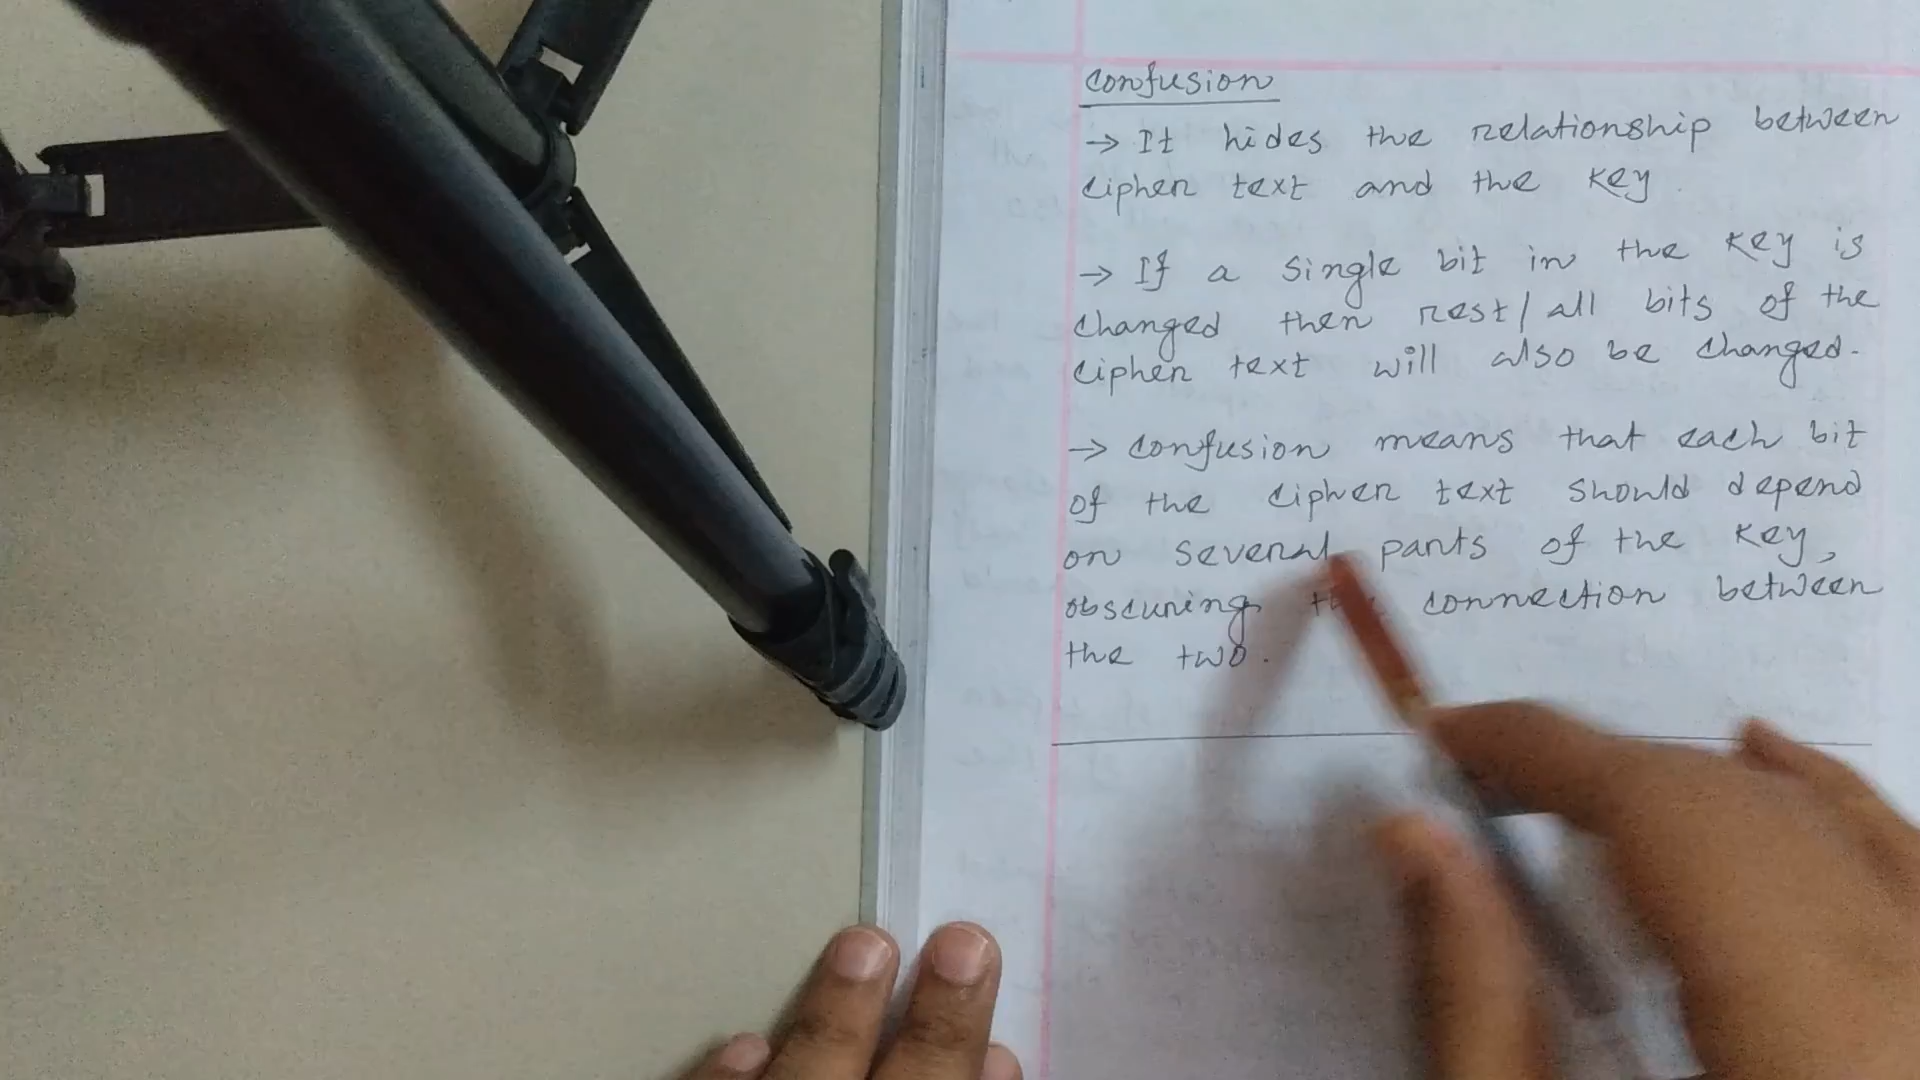 Confusion
→ It hides the relationship between
cipher text and the key.
→ If a single bit in the key is
changed then rest/all bits of the
cipher text will also be changed.
→ Confusion means that each bit
of the cipher text should depend
on several parts of the key,
obscuring the connection between
the two.